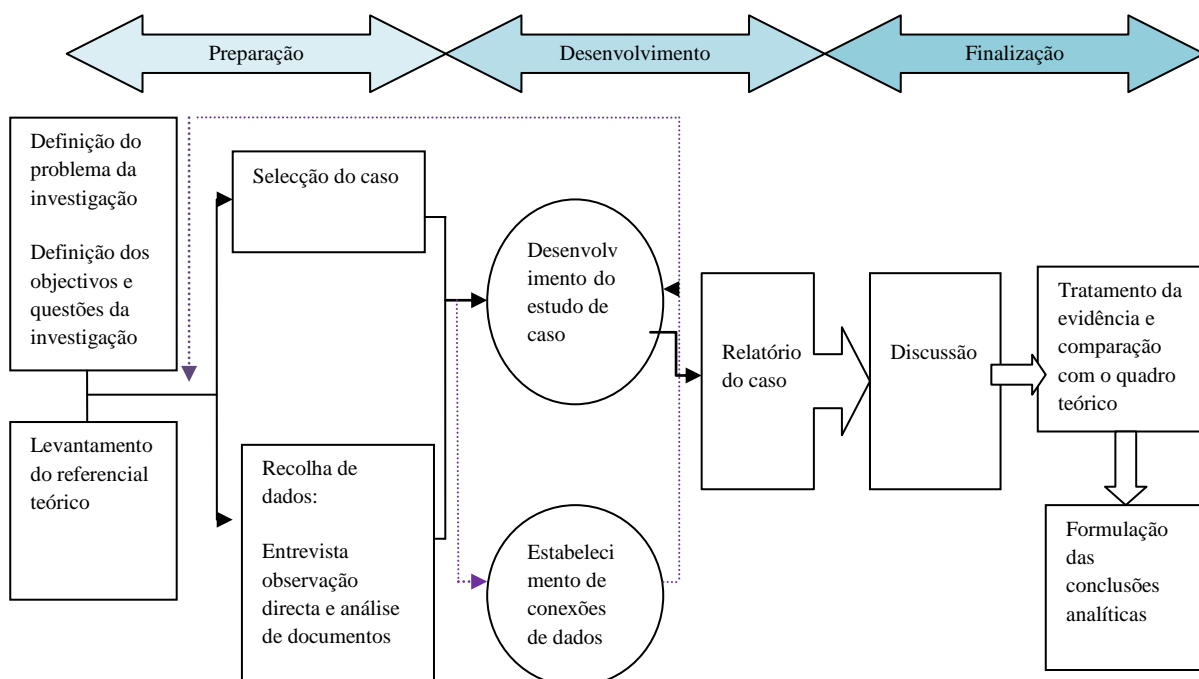 Preparação
Desenvolvimento
Finalização
Definição do
problema da
investigação
Definição dos
objectivos e
questões da
investigação
Levantamento
do referencial
teórico
Selecção do caso
Recolha de
dados:
Entrevista
observação
directa e análise
de documentos
Desenvolv
imento do
estudo de
caso
Estabeleci
mento de
conexões
de dados
Relatório
do caso
Discussão
Tratamento da
evidência e
comparação
com o quadro
teórico
Formulação
das
conclusões
analíticas